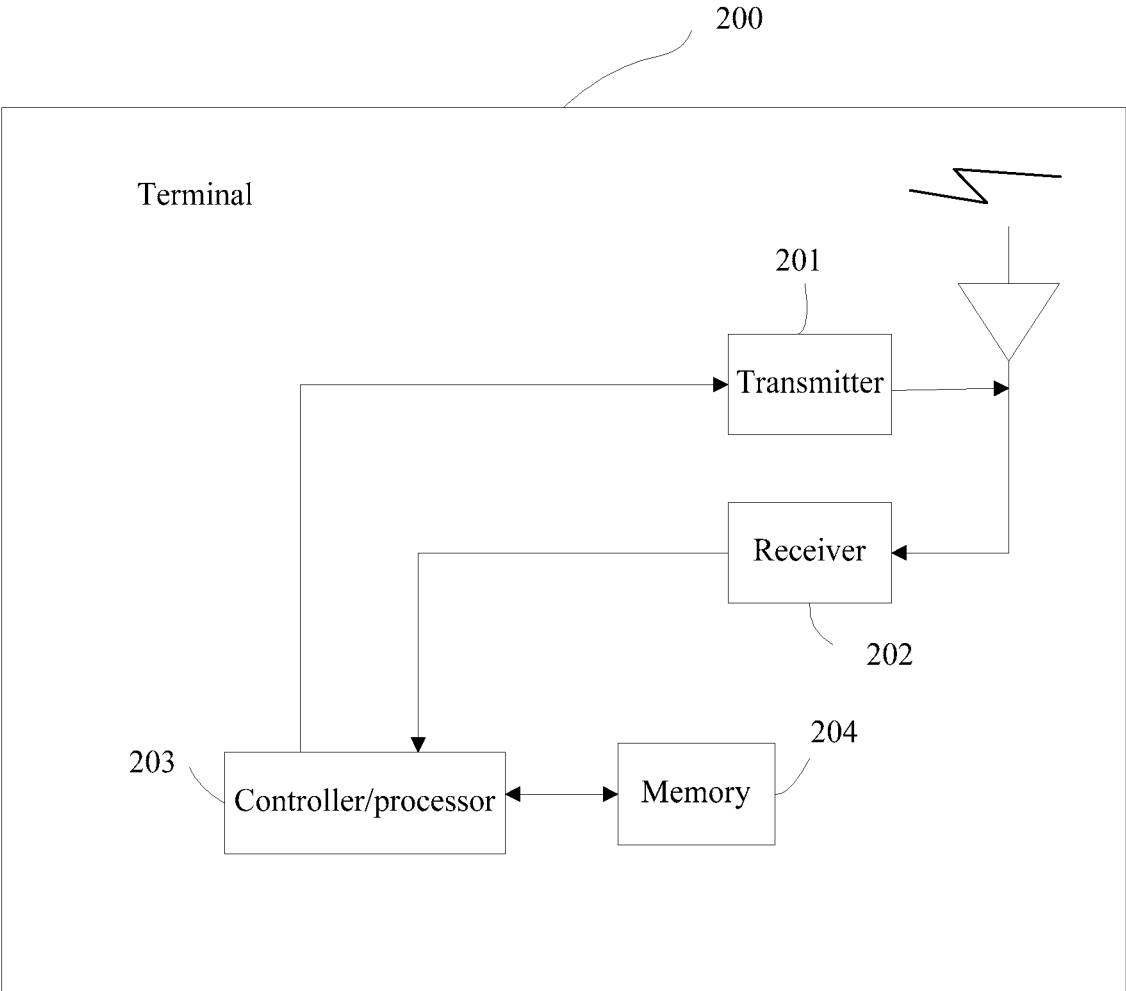 200
Terminal
201
Transmitter
Receiver
202
203
204
Controller/processor
Memory